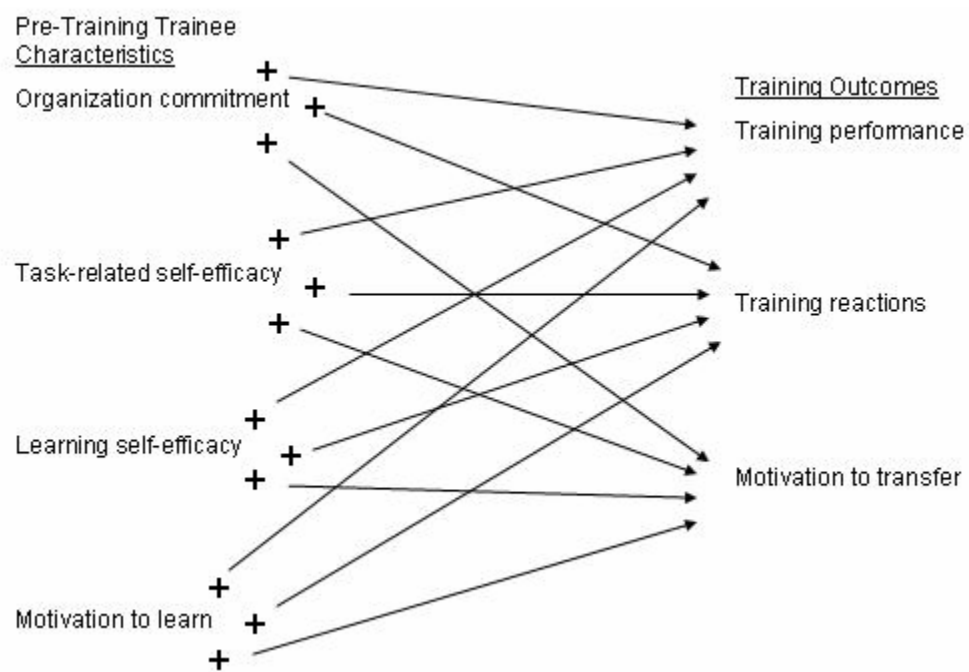 Pre-Training Trainee
Characteristics
Organization commitment
Task-related self-efficacy
Learning self-efficacy
Motivation to learn
Training Outcomes
Training performance
Training reactions
Motivation to transfer
+
+
+
+
+
+
+
+
+
+
+
+